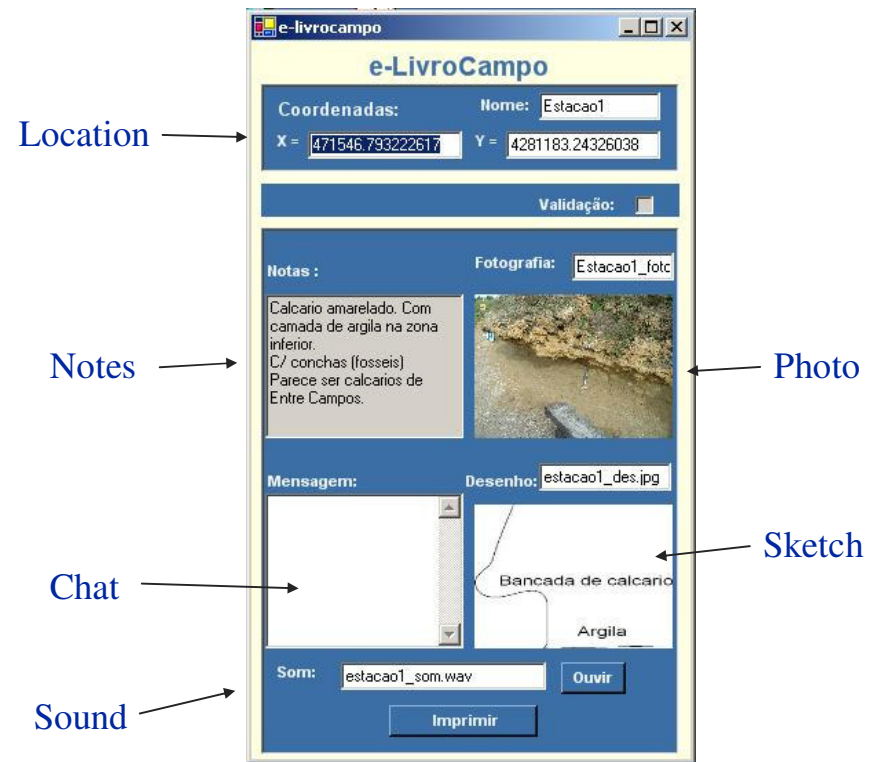 e-livrocampo
e-LivroCampo
Location
Coordenadas:
Nome: Estacao1
X = 471546.793222617 Y = 4281183.24326038
Validação:
Notas :
Fotografia: Estacao1_fotc
Notes
Calcario amarelado. Com
camada de argila na zona
inferior.
C/ conchas (fosseis)
Parece ser calcarios de
Entre Campos.
Photo
Mensagem:
Desenho: estacao1_des.jpg
Chat
Bancada de calcario
Argila
Sketch
Sound
Som: estacao1_som.wav Ouvir
Imprimir